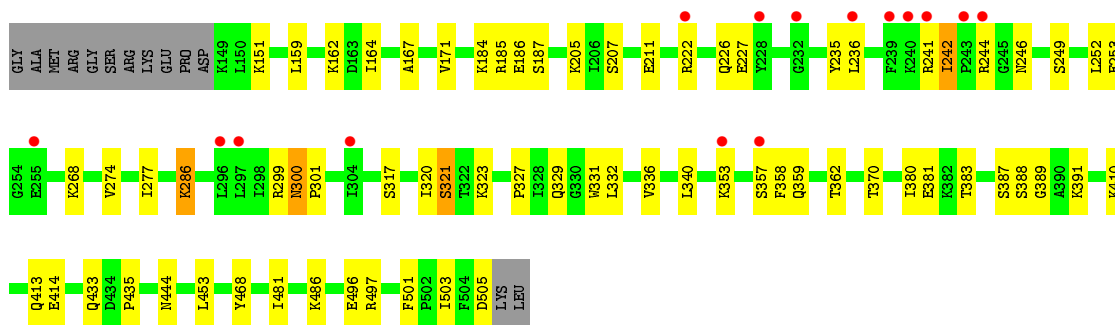 GLY ALA MET ARG GLY SER ARG LYS GLU PRO ASP K149 L150 K151 L159 K162 D163 I164 A167 V171 K184 R185 E186 S187 K205 I206 S207 E211 R222 Q226 E227 Y228 G232 Y235 L236 F239 K240 R241 I242 P243 R244 G245 N246 S249 L252
G254 E255 K268 V274 I277 K286 L296 L297 I298 R299 N300 P301 I304 S317 I320 S321 T322 K323 P327 I328 Q329 G330 W331 L332 V336 L340 K353 S357 F358 Q359 T362 T370 I380 E381 K382 T383 S387 S388 G389 A390 K391
Q413 E414 Q433 D434 P435 N444 L453 Y468 I481 K486 E496 R497 F501 P502 I503 F504 D505 LYS LEU